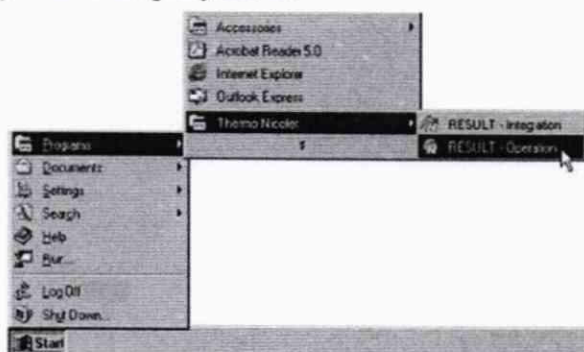 Accessories
Acrobat Reader 5.0
Internet Explorer
Outlook Express
Thermo Nicolet
RESULT - Integration
RESULT - Operation
Programs
Documents
Settings
Search
Help
Run...
Log Off
Shut Down...
Start